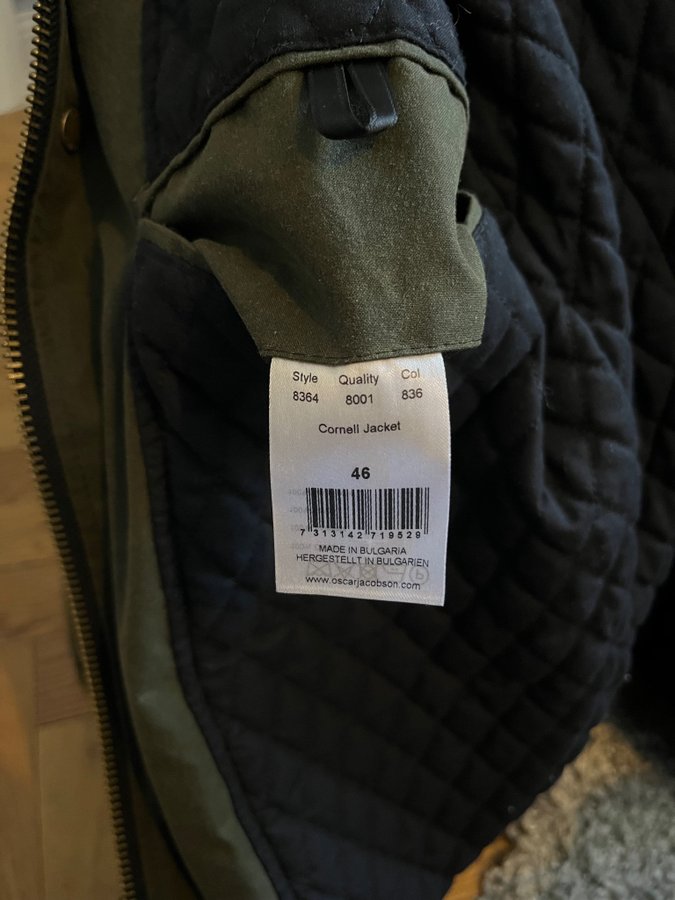 Style Quality Col
8364 8001 836
Cornell Jacket
46
7 313142 719529
MADE IN BULGARIA
HERGESTELLT IN BULGARIEN
www.oscarjacobson.com